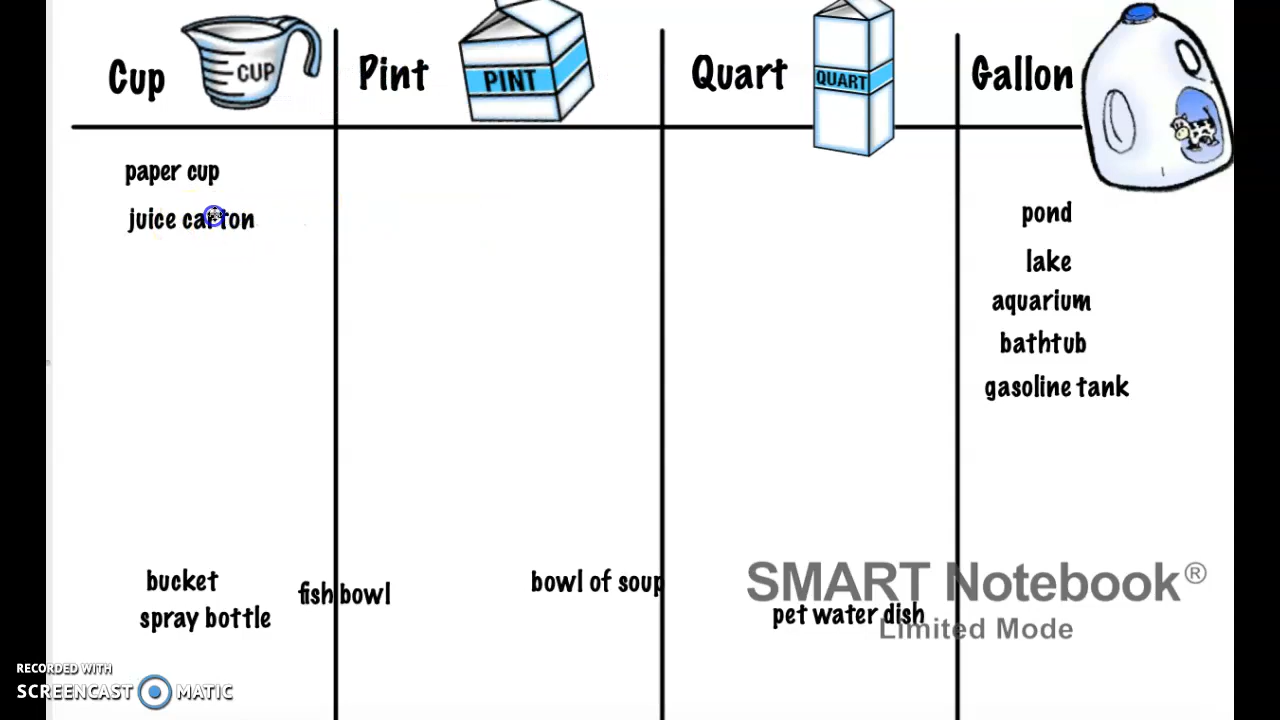 Cup
CUP
Pint
PINT
Quart
QUART
Gallon
paper cup
juice carton
pond
lake
aquarium
bathtub
gasoline tank
bucket
fish bowl
bowl of soup
spray bottle
pet water dish
SMART Notebook®
Limited Mode
RECORDED WITH
SCREENCAST MATIC